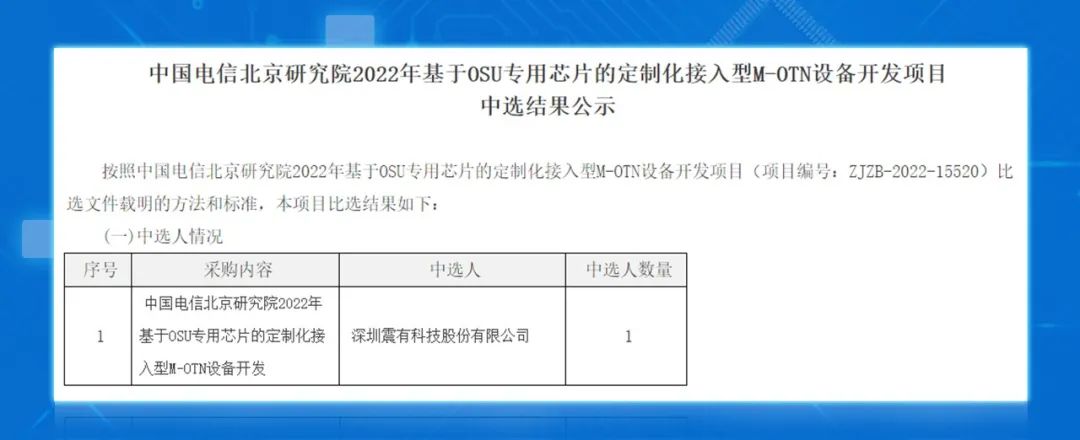 中国电信北京研究院2022年基于OSU专用芯片的定制化接入型M-OTN设备开发项目
中选结果公示
按照中国电信北京研究院2022年基于OSU专用芯片的定制化接入型M-OTN设备开发项目（项目编号：ZJZB-2022-15520）比
选文件载明的方法和标准，本项目比选结果如下：
(一)中选人情况
序号 采购内容 中选人 中选人数量
中国电信北京研究院2022年
1 基于OSU专用芯片的定制化接 深圳震有科技股份有限公司 1
入型M-OTN设备开发